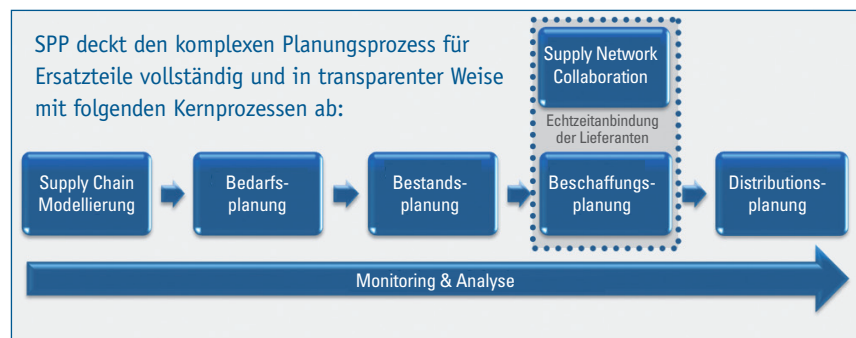 SPP deckt den komplexen Planungsprozess für
Ersatzteile vollständig und in transparenter Weise
mit folgenden Kernprozessen ab:
Supply Network
Collaboration
Echtzeitanbindung
der Lieferanten
Supply Chain
Modellierung
Bedarfs-
planung
Bestands-
planung
Beschaffungs-
planung
Distributions-
planung
Monitoring & Analyse